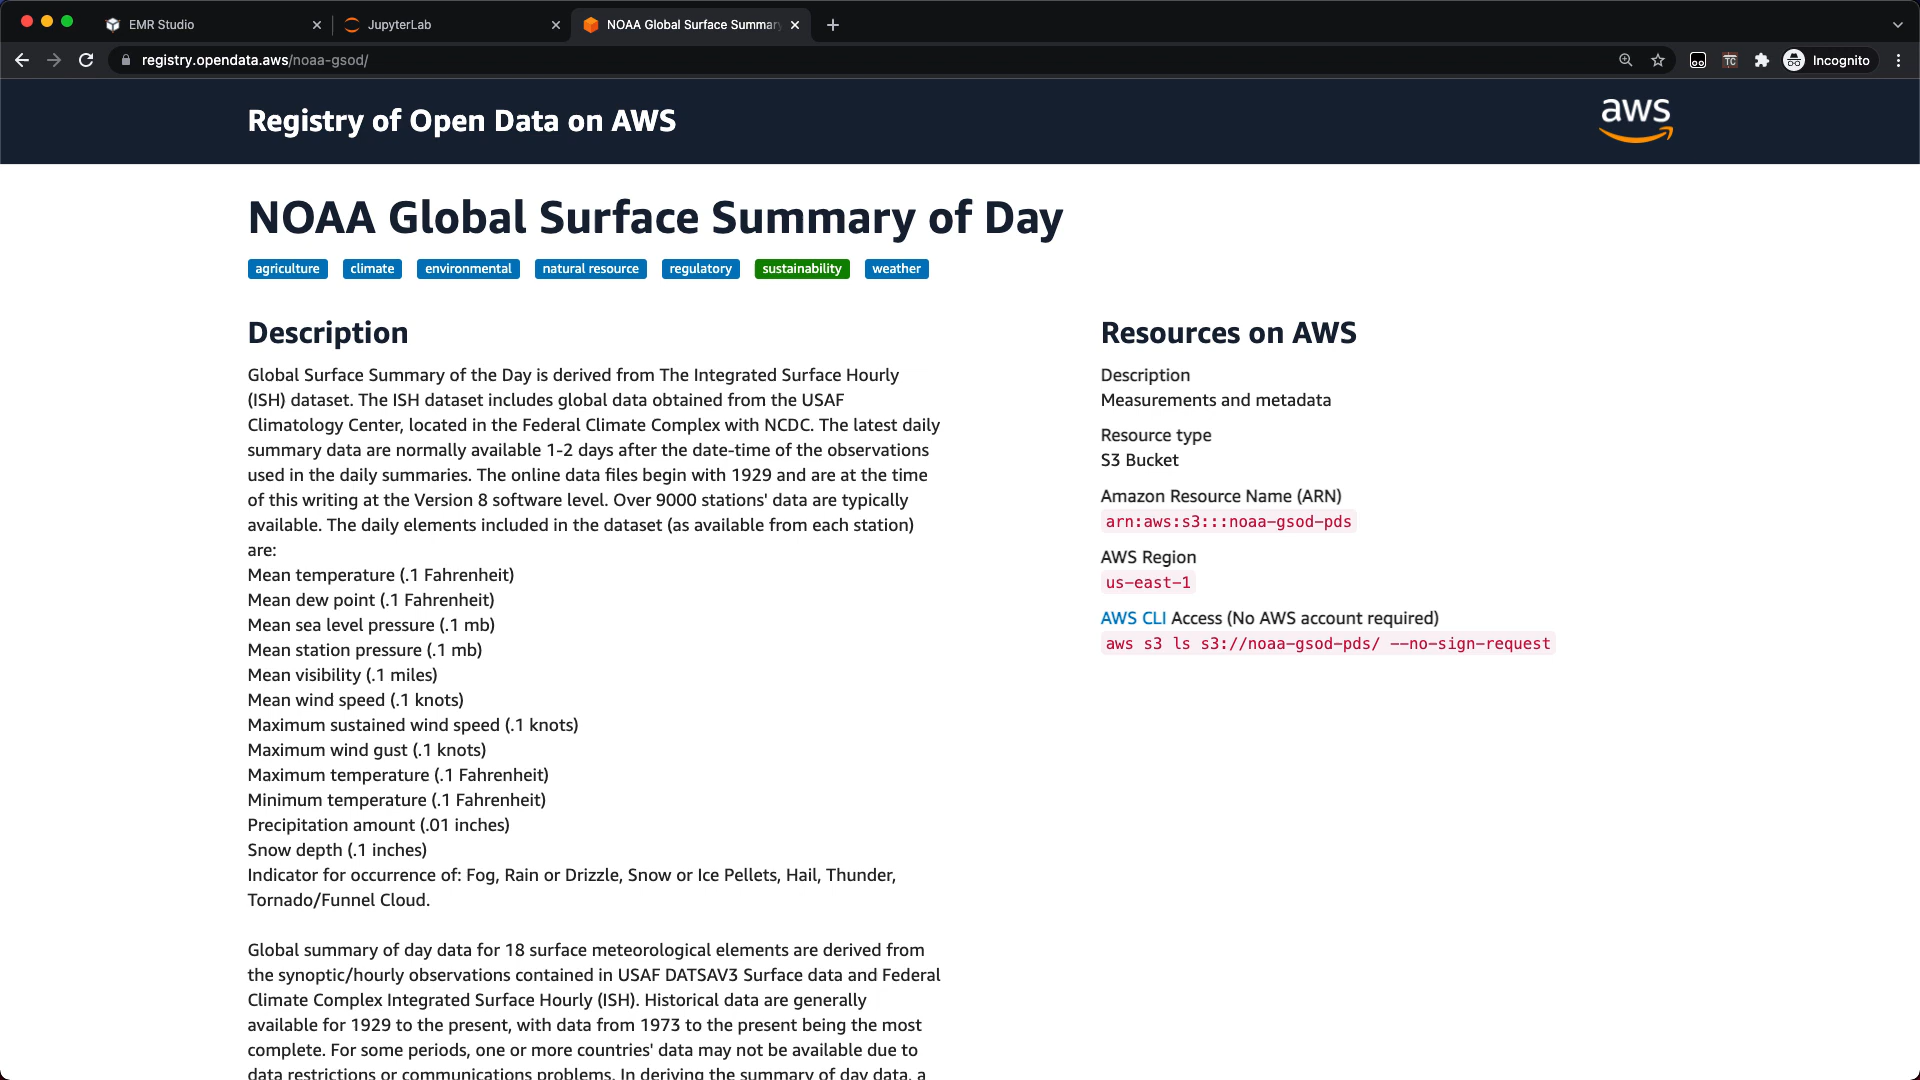 EMR Studio
JupyterLab
NOAA Global Surface Summar
registry.opendata.aws/noaa-gsod/
TC
Incognito
Registry of Open Data on AWS
aws
NOAA Global Surface Summary of Day
agriculture climate environmental natural resource regulatory sustainability weather
Description
Global Surface Summary of the Day is derived from The Integrated Surface Hourly
(ISH) dataset. The ISH dataset includes global data obtained from the USAF
Climatology Center, located in the Federal Climate Complex with NCDC. The latest daily
summary data are normally available 1-2 days after the date-time of the observations
used in the daily summaries. The online data files begin with 1929 and are at the time
of this writing at the Version 8 software level. Over 9000 stations' data are typically
available. The daily elements included in the dataset (as available from each station)
are:
Mean temperature (.1 Fahrenheit)
Mean dew point (.1 Fahrenheit)
Mean sea level pressure (.1 mb)
Mean station pressure (.1 mb)
Mean visibility (.1 miles)
Mean wind speed (.1 knots)
Maximum sustained wind speed (.1 knots)
Maximum wind gust (.1 knots)
Maximum temperature (.1 Fahrenheit)
Minimum temperature (.1 Fahrenheit)
Precipitation amount (.01 inches)
Snow depth (.1 inches)
Indicator for occurrence of: Fog, Rain or Drizzle, Snow or Ice Pellets, Hail, Thunder,
Tornado/Funnel Cloud.
Global summary of day data for 18 surface meteorological elements are derived from
the synoptic/hourly observations contained in USAF DATSAV3 Surface data and Federal
Climate Complex Integrated Surface Hourly (ISH). Historical data are generally
available for 1929 to the present, with data from 1973 to the present being the most
complete. For some periods, one or more countries' data may not be available due to
data restrictions or communications problems. In deriving the summary of day data, a
Resources on AWS
Description
Measurements and metadata
Resource type
S3 Bucket
Amazon Resource Name (ARN)
arn:aws:s3:::noaa-gsod-pds
AWS Region
us-east-1
AWS CLI Access (No AWS account required)
aws s3 ls s3://noaa-gsod-pds/ --no-sign-request